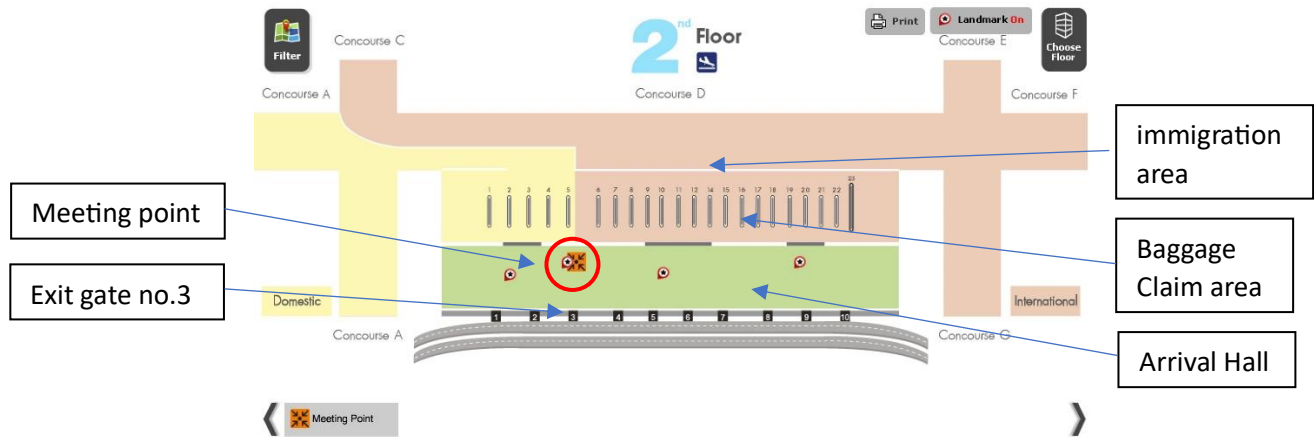 Filter
Concourse C
2nd Floor
Print
Landmark On
Concourse E
Choose
Floor
Concourse A
Concourse D
Concourse F
immigration
area
1 2 3 4 5 6 7 8 9 10 11 12 14 15 16 17 18 19 20 21 22 23
Meeting point
Baggage
Claim area
Exit gate no.3
Domestic
International
1 2 3 4 5 6 7 8 9 10
Concourse A
Concourse G
Arrival Hall
Meeting Point